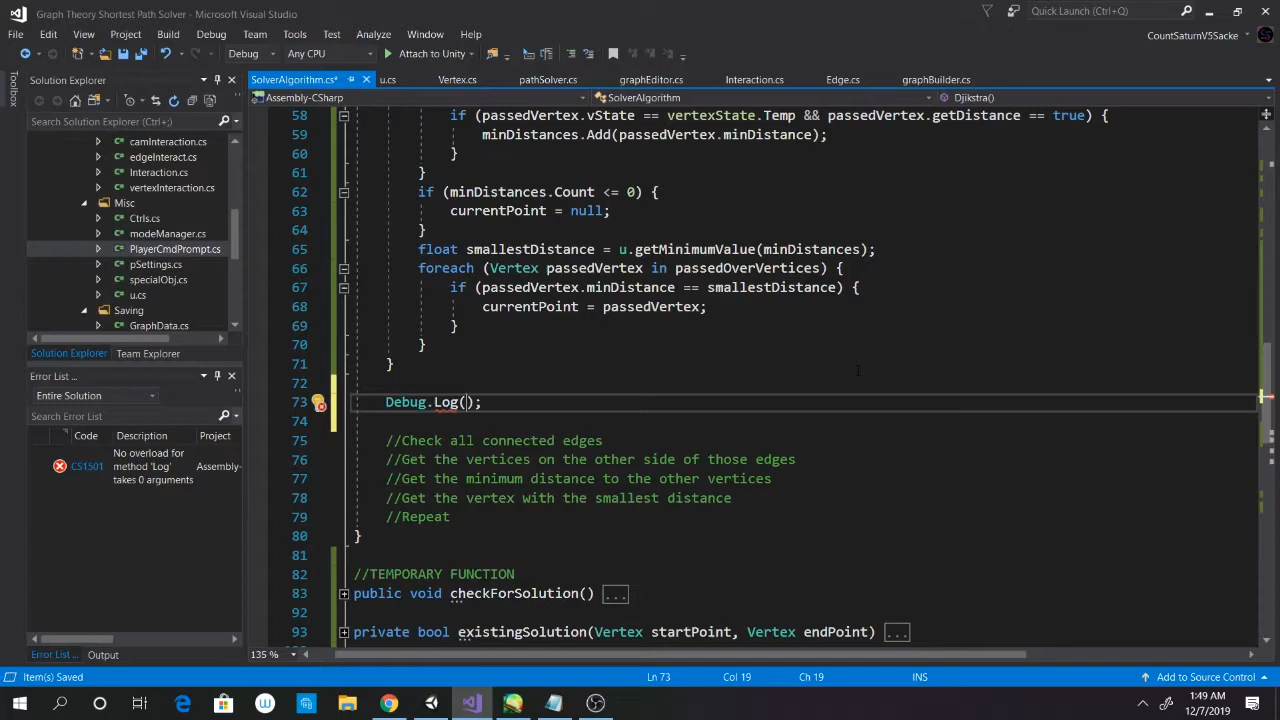 Graph Theory Shortest Path Solver - Microsoft Visual Studio
Quick Launch (Ctrl+Q)
File Edit View Project Build Debug Team Tools Test Analyze Window Help
CountSaturnV5Sacke
Debug Any CPU Attach to Unity
Toolbox
Solution Explorer
Search Solution Explorer (Ctrl+;)
camInteraction.cs
edgeInteract.cs
Interaction.cs
vertexInteraction.cs
Misc
Ctrls.cs
modeManager.cs
PlayerCmdPrompt.cs
pSettings.cs
specialObj.cs
u.cs
Saving
GraphData.cs
Solution Explorer Team Explorer
Error List ...
Entire Solution
Search Error List
Code Description Project
CS1501 No overload for method 'Log' takes 0 arguments Assembly-
Error List ... Output
SolverAlgorithm.cs* u.cs Vertex.cs pathSolver.cs graphEditor.cs Interaction.cs Edge.cs graphBuilder.cs
Assembly-CSharp SolverAlgorithm Djikstra()
58 if (passedVertex.vState == vertexState.Temp && passedVertex.getDistance == true) {
59 minDistances.Add(passedVertex.minDistance);
60 }
61 }
62 if (minDistances.Count <= 0) {
63 currentPoint = null;
64 }
65 float smallestDistance = u.getMinimumValue(minDistances);
66 foreach (Vertex passedVertex in passedOverVertices) {
67 if (passedVertex.minDistance == smallestDistance) {
68 currentPoint = passedVertex;
69 }
70 }
71 }
72
73 Debug.Log();
74
75 //Check all connected edges
76 //Get the vertices on the other side of those edges
77 //Get the minimum distance to the other vertices
78 //Get the vertex with the smallest distance
79 //Repeat
80 }
81
82 //TEMPORARY FUNCTION
83 public void checkForSolution() ...
92
93 private bool existingSolution(Vertex startPoint, Vertex endPoint) ...
135 %
Item(s) Saved Ln 73 Col 19 Ch 19 INS Add to Source Control
1:49 AM
12/7/2019